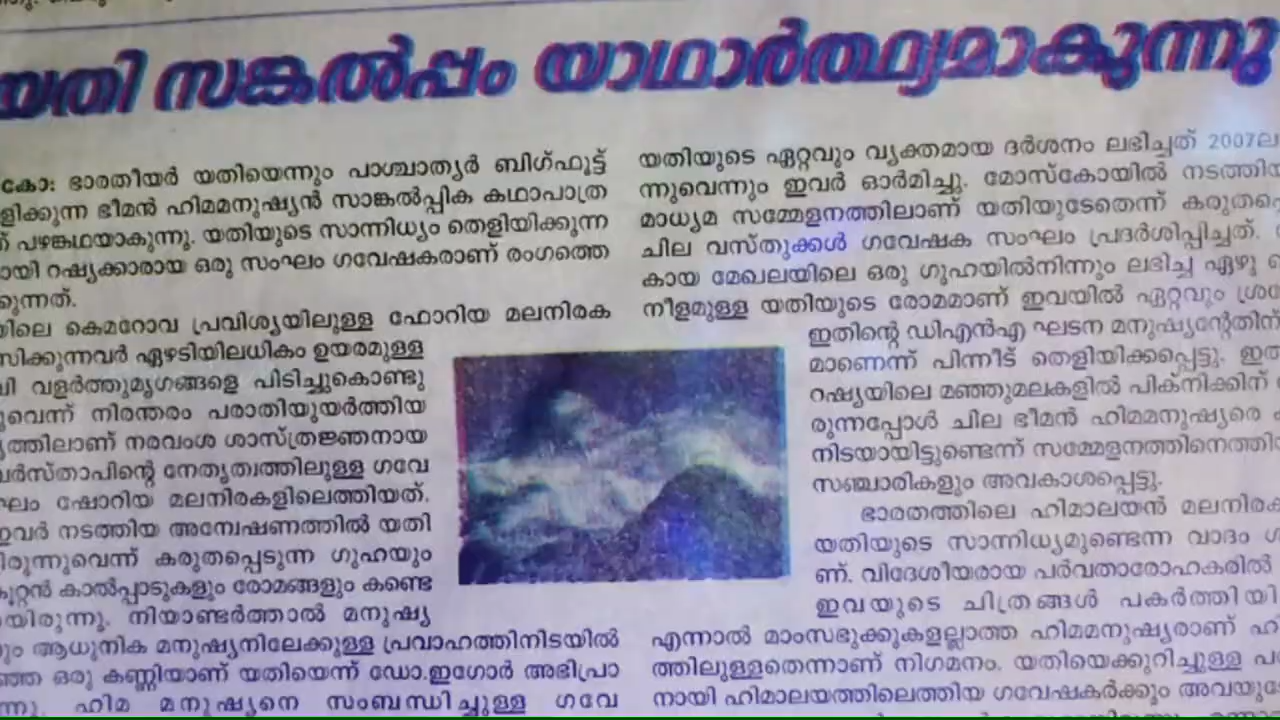 യതി സങ്കൽപ്പം യാഥാർത്ഥ്യമാകുന്നു
കോ: ഭാരതീയർ യതിയെന്നും പാശ്ചാത്യർ ബിഗ്ഫൂട്ട്
ളിക്കുന്ന ഭീമൻ ഹിമമനുഷ്യൻ സാങ്കൽപ്പിക കഥാപാത്ര
പഴങ്കഥയാകുന്നു. യതിയുടെ സാന്നിധ്യം തെളിയിക്കുന്ന
ായി റഷ്യക്കാരായ ഒരു സംഘം ഗവേഷകരാണ് രംഗത്തെ
ക്കുന്നത്.
ിലെ കെമറോവ പ്രവിശ്യയിലുള്ള ഫോറിയ മലനിരക
സിക്കുന്നവർ ഏഴടിയിലധികം ഉയരമുള്ള
വളർത്തുമൃഗങ്ങളെ പിടിച്ചുകൊണ്ടു
ുവെന്ന് നിരന്തരം പരാതിയുയർത്തിയ
ത്തിലാണ് നരവംശ ശാസ്ത്രജ്ഞനായ
ബർസ്താപിന്റെ നേതൃത്വത്തിലുള്ള ഗവേ
ഘം ഷോറിയ മലനിരകളിലെത്തിയത്.
ഇവർ നടത്തിയ അന്വേഷണത്തിൽ യതി
ിരുന്നുവെന്ന് കരുതപ്പെടുന്ന ഗുഹയും
കൂറ്റൻ കാൽപ്പാടുകളും രോമങ്ങളും കണ്ടെ
ായിരുന്നു. നിയാണ്ടർത്താൽ മനുഷ്യ
ും ആധുനിക മനുഷ്യനിലേക്കുള്ള പ്രവാഹത്തിനിടയിൽ
ഞ്ഞ ഒരു കണ്ണിയാണ് യതിയെന്ന് ഡോ.ഇഗോർ അഭിപ്രാ
ന്നു. ഹിമ മനുഷ്യനെ സംബന്ധിച്ചുള്ള ഗവേ
യതിയുടെ ഏറ്റവും വ്യക്തമായ ദർശനം ലഭിച്ചത് 2007ല
ന്നുവെന്നും ഇവർ ഓർമിച്ചു. മോസ്കോയിൽ നടത്തിയ
മാധ്യമ സമ്മേളനത്തിലാണ് യതിയുടേതെന്ന് കരുതപ്പെ
ചില വസ്തുക്കൾ ഗവേഷക സംഘം പ്രദർശിപ്പിച്ചത്.
കായ മേഖലയിലെ ഒരു ഗുഹയിൽനിന്നും ലഭിച്ച ഏഴു
നീളമുള്ള യതിയുടെ രോമമാണ് ഇവയിൽ ഏറ്റവും ശ്ര
ഇതിന്റെ ഡിഎൻഎ ഘടന മനുഷ്യന്റേതിന്
മാണെന്ന് പിന്നീട് തെളിയിക്കപ്പെട്ടു. ഇത
റഷ്യയിലെ മഞ്ഞുമലകളിൽ പിക്നിക്കിന്
രുന്നപ്പോൾ ചില ഭീമൻ ഹിമമനുഷ്യരെ
നിടയായിട്ടുണ്ടെന്ന് സമ്മേളനത്തിനെത്തി
സഞ്ചാരികളും അവകാശപ്പെട്ടു.
ഭാരതത്തിലെ ഹിമാലയൻ മലനിരക
യതിയുടെ സാന്നിധ്യമുണ്ടെന്ന വാദം ശ
ണ്. വിദേശീയരായ പർവതാരോഹകരിൽ
ഇവയുടെ ചിത്രങ്ങൾ പകർത്തിയി
എന്നാൽ മാംസഭുക്കുകളല്ലാത്ത ഹിമമനുഷ്യരാണ് ഹി
ത്തിലുള്ളതെന്നാണ് നിഗമനം. യതിയെക്കുറിച്ചുള്ള പ
നായി ഹിമാലയത്തിലെത്തിയ ഗവേഷകർക്കും അവയുടേ